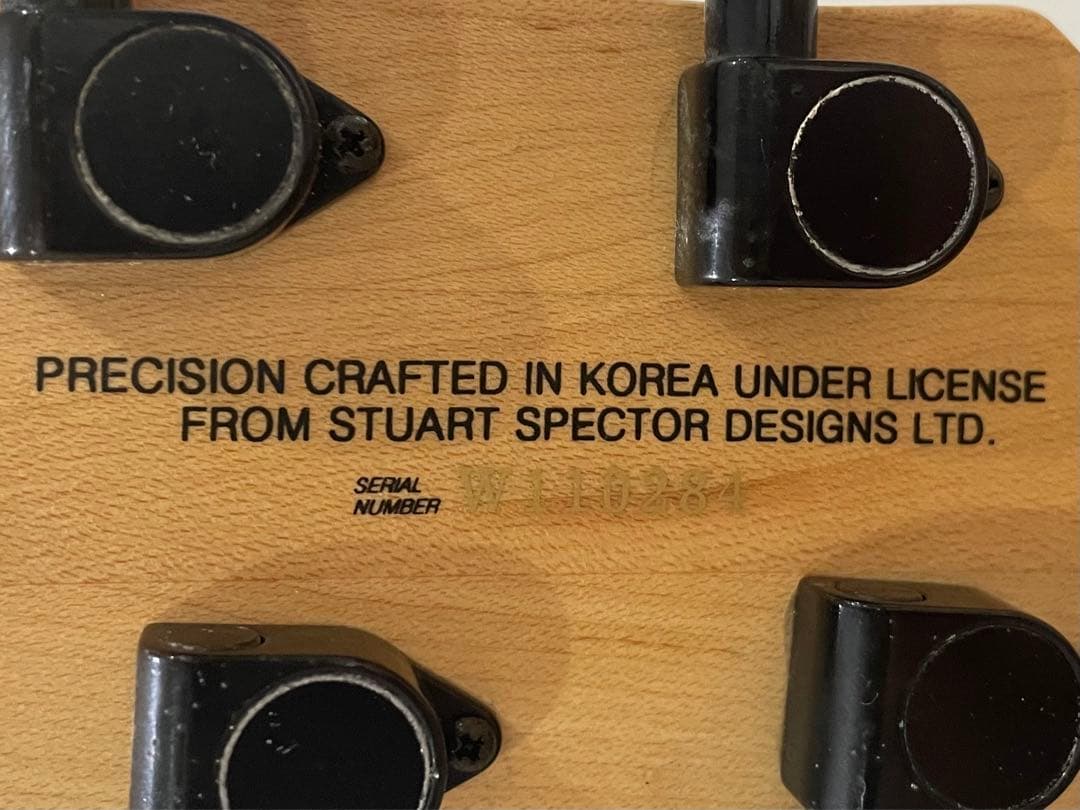 PRECISION CRAFTED IN KOREA UNDER LICENSE
FROM STUART SPECTOR DESIGNS LTD.
SERIAL
NUMBER W110284